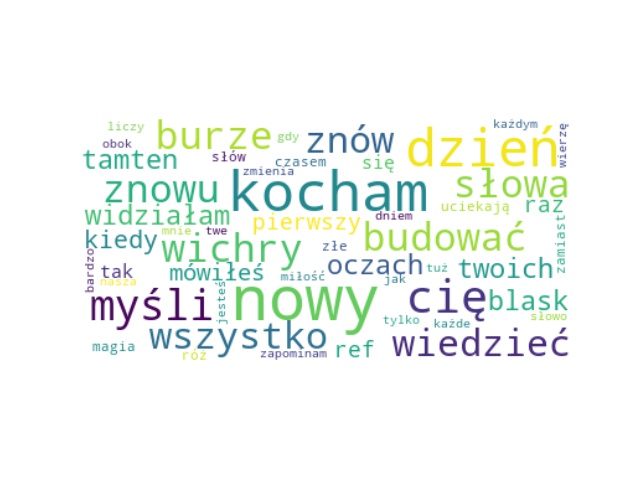 liczy
burze
gdy
znów
każdym
dzień
wierzę
obok
tamten
słów
czasem
się
zmienia
znowu
kocham
słowa
widziałam
pierwszy
dniem
uciekają
raz
kiedy
mnie
twe
wichry
złe
budować
zamiast
bardzo
tak
mówiłeś
miłość
oczach
tuż
twoich
nasza
jak
myśli
jesteś
nowy
cię
blask
wszystko
tylko
każde
słowo
magia
róż
zapominam
ref
wiedzieć